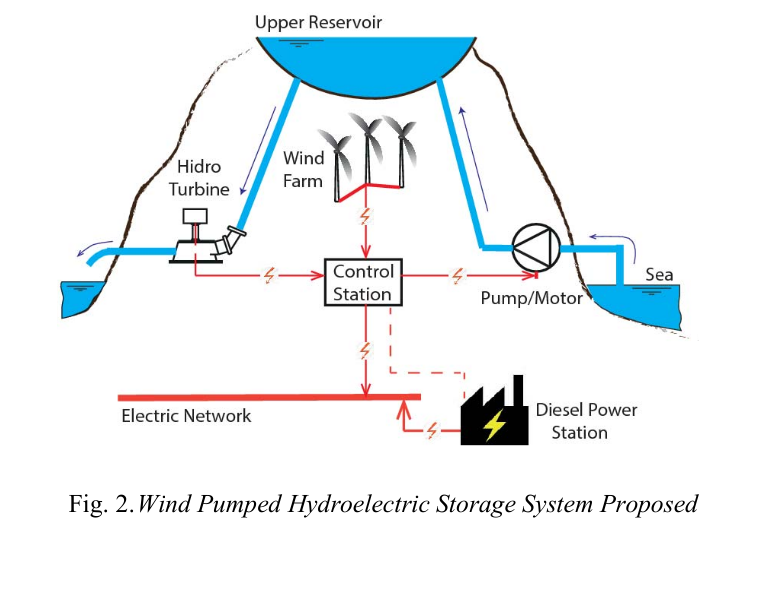 Upper Reservoir
Hidro
Turbine
Wind
Farm
Control
Station
Pump/Motor
Sea
Electric Network
Diesel Power
Station
Fig. 2.Wind Pumped Hydroelectric Storage System Proposed